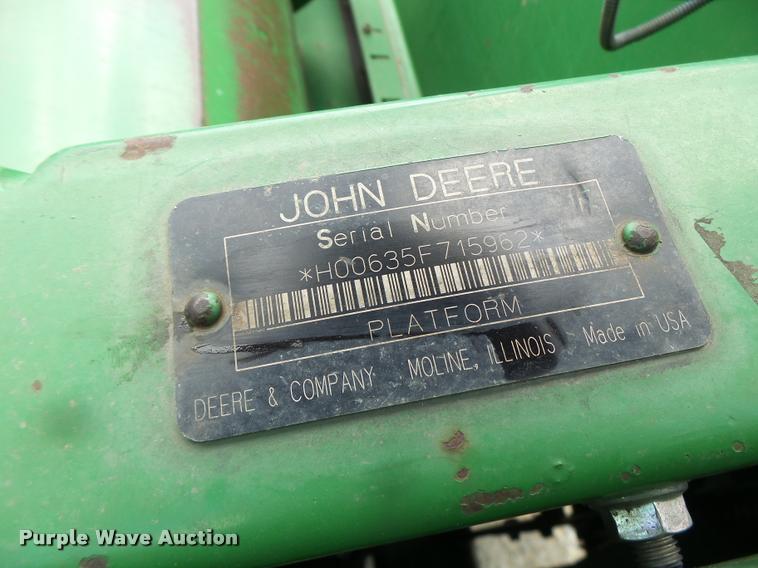 JOHN DEERE
Serial Number
*H00635F715962*
PLATFORM
DEERE & COMPANY MOLINE, ILLINOIS Made in USA
Purple Wave Auction